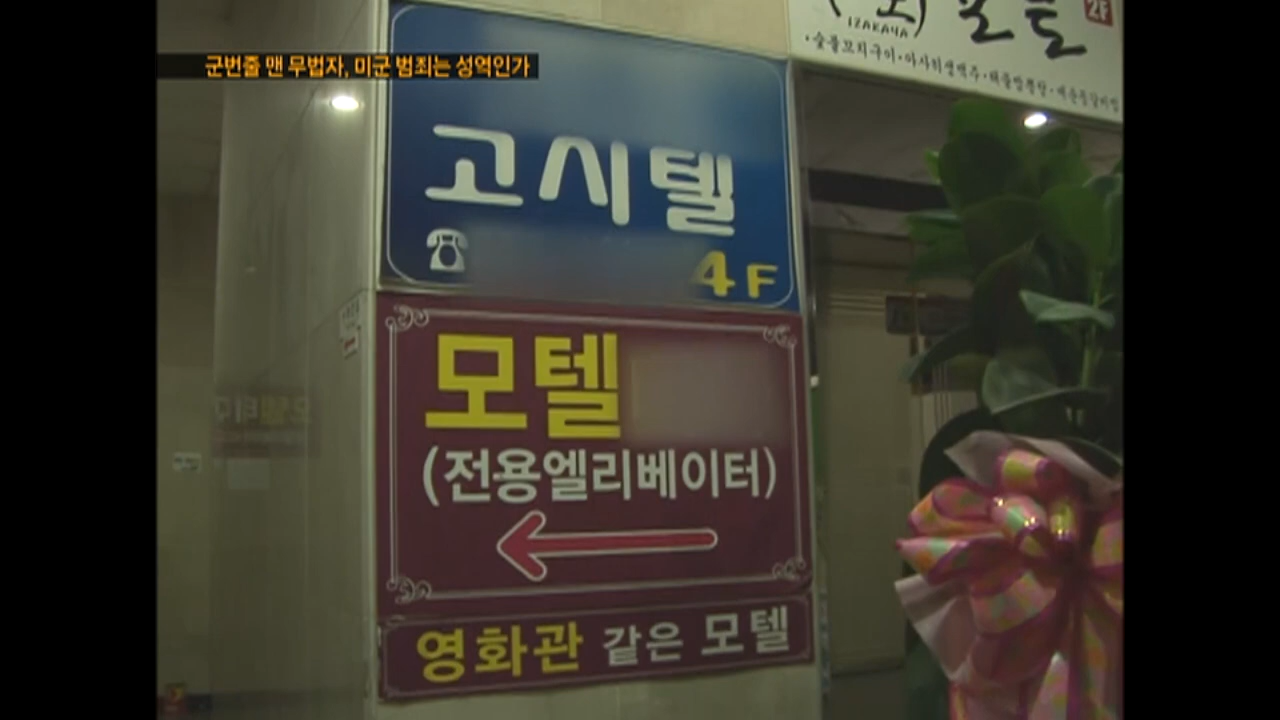 군번줄 맨 무법자, 미군 범죄는 성역인가
IZAKAYA
2F
고시텔
4F
모텔
(전용엘리베이터)
영화관 같은 모텔